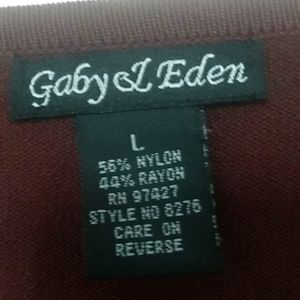 Gaby & Eden
L
56% NYLON
44% RAYON
RN 97427
STYLE NO 8276
CARE ON
REVERSE